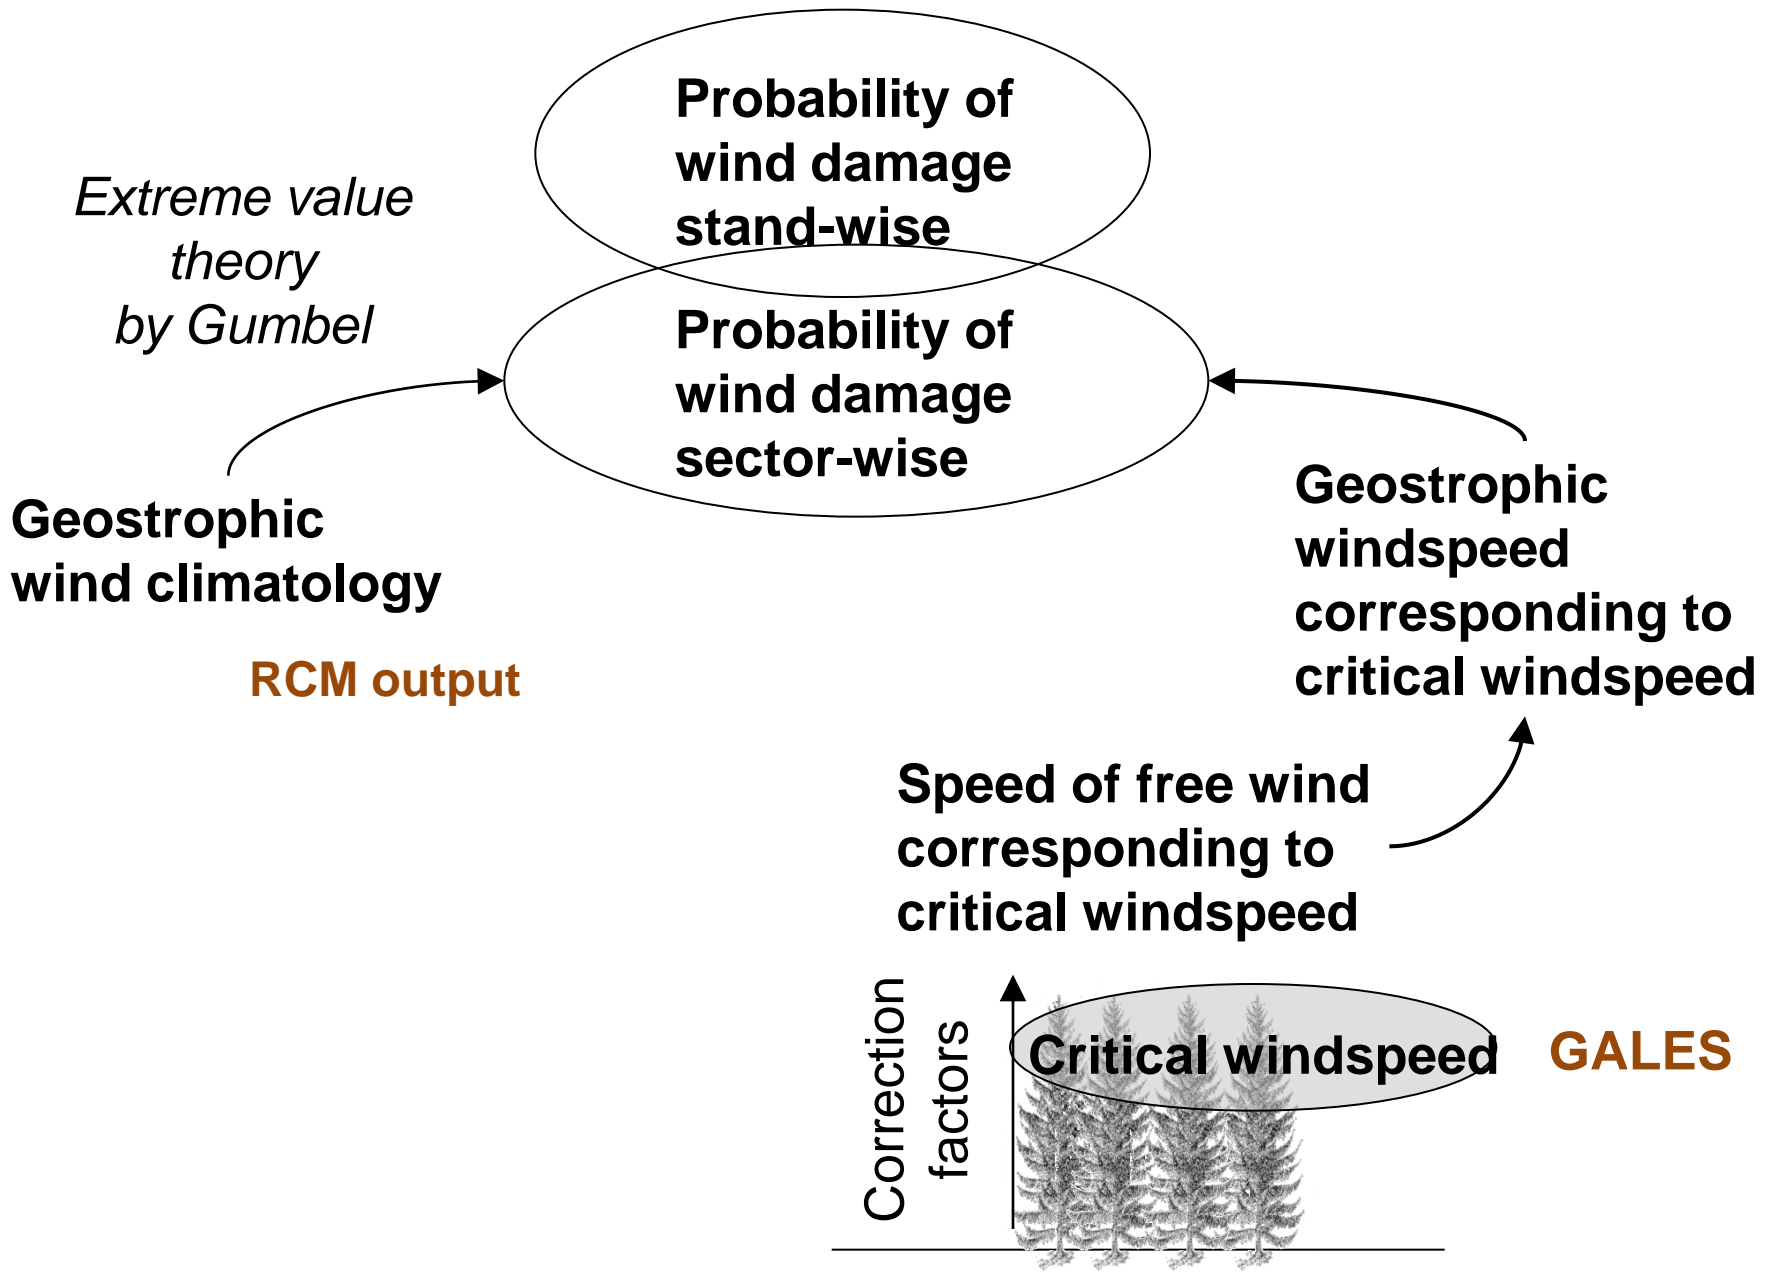 Probability of
wind damage
stand-wise
Extreme value
theory
by Gumbel
Probability of
wind damage
sector-wise
Geostrophic
wind climatology
RCM output
Geostrophic
windspeed
corresponding to
critical windspeed
Speed of free wind
corresponding to
critical windspeed
Correction
factors
Critical windspeed
GALES